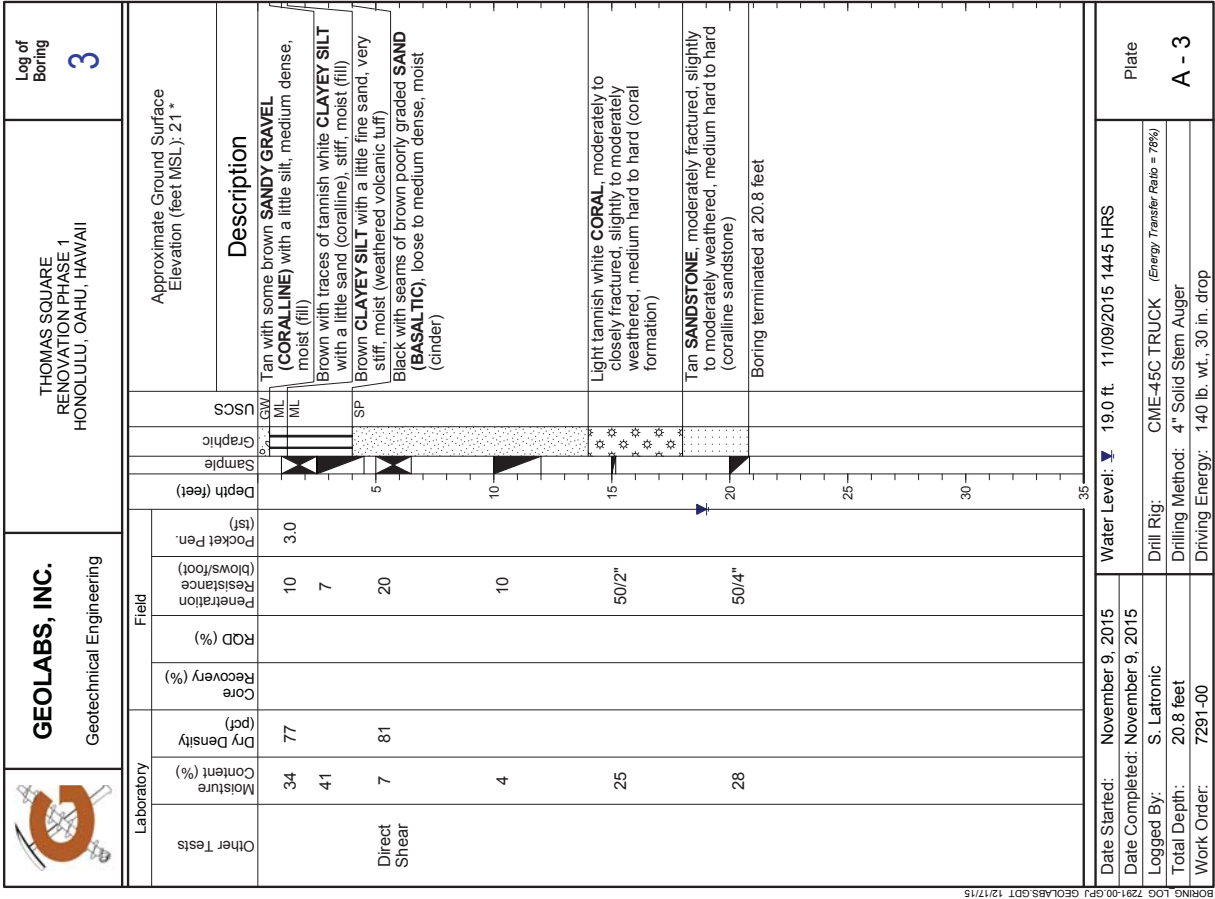 GEOLABS, INC.
Geotechnical Engineering
THOMAS SQUARE
RENOVATION PHASE 1
HONOLULU, OAHU, HAWAII
Log of
Boring
3
Laboratory
Field
Other Tests
Moisture
Content (%)
Dry Density
(pcf)
Core
Recovery (%)
RQD (%)
Penetration
Resistance
(blows/foot)
Pocket Pen.
(tsf)
Depth (feet)
Sample
Graphic
USCS
Approximate Ground Surface
Elevation (feet MSL): 21 *
Description
34 77 10 3.0
41 7
Direct
Shear
7 81 20
4 10
25 50/2"
28 50/4"
5
10
15
20
25
30
35
GW
ML
ML
SP
Tan with some brown SANDY GRAVEL
(CORALLINE) with a little silt, medium dense,
moist (fill)
Brown with traces of tannish white CLAYEY SILT
with a little sand (coralline), stiff, moist (fill)
Brown CLAYEY SILT with a little fine sand, very
stiff, moist (weathered volcanic tuff)
Black with seams of brown poorly graded SAND
(BASALTIC), loose to medium dense, moist
(cinder)
Light tannish white CORAL, moderately to
closely fractured, slightly to moderately
weathered, medium hard to hard (coral
formation)
Tan SANDSTONE, moderately fractured, slightly
to moderately weathered, medium hard to hard
(coralline sandstone)
Boring terminated at 20.8 feet
Date Started: November 9, 2015
Date Completed: November 9, 2015
Logged By: S. Latronic
Total Depth: 20.8 feet
Work Order: 7291-00
Water Level: 19.0 ft. 11/09/2015 1445 HRS
Drill Rig: CME-45C TRUCK (Energy Transfer Ratio = 78%)
Drilling Method: 4" Solid Stem Auger
Driving Energy: 140 lb. wt., 30 in. drop
Plate
A - 3
BORING_LOG 7291-00.GPJ GEOLABS.GDT 12/17/15